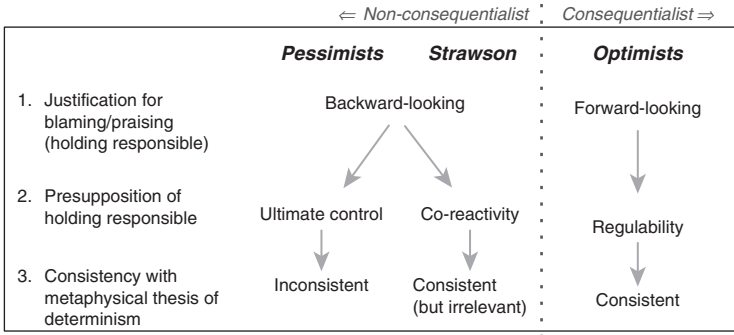 ⇐ Non-consequentialist Consequentialist ⇒
Pessimists Strawson Optimists
1. Justification for
blaming/praising
(holding responsible)
Backward-looking Forward-looking
2. Presupposition of
holding responsible
Ultimate control Co-reactivity Regulability
3. Consistency with
metaphysical thesis of
determinism
Inconsistent Consistent
(but irrelevant)
Consistent